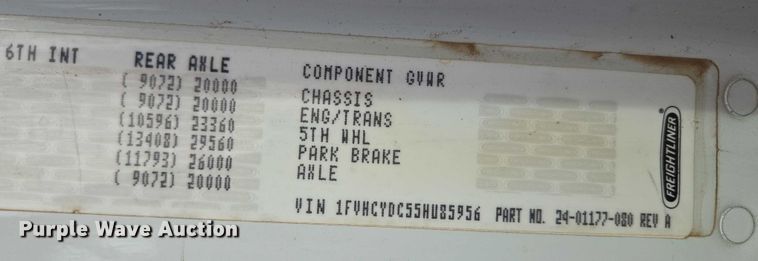 6TH INT REAR AXLE COMPONENT GVWR
( 9072) 20000
( 9072) 20000 CHASSIS
(10596) 23360 ENG/TRANS
(13408) 29560 5TH WHL
(11793) 26000 PARK BRAKE
( 9072) 20000 AXLE
VIN 1FVHCYDC55HU85956 PART NO. 24-01177-080 REV A
FREIGHTLINER
Purple Wave Auction